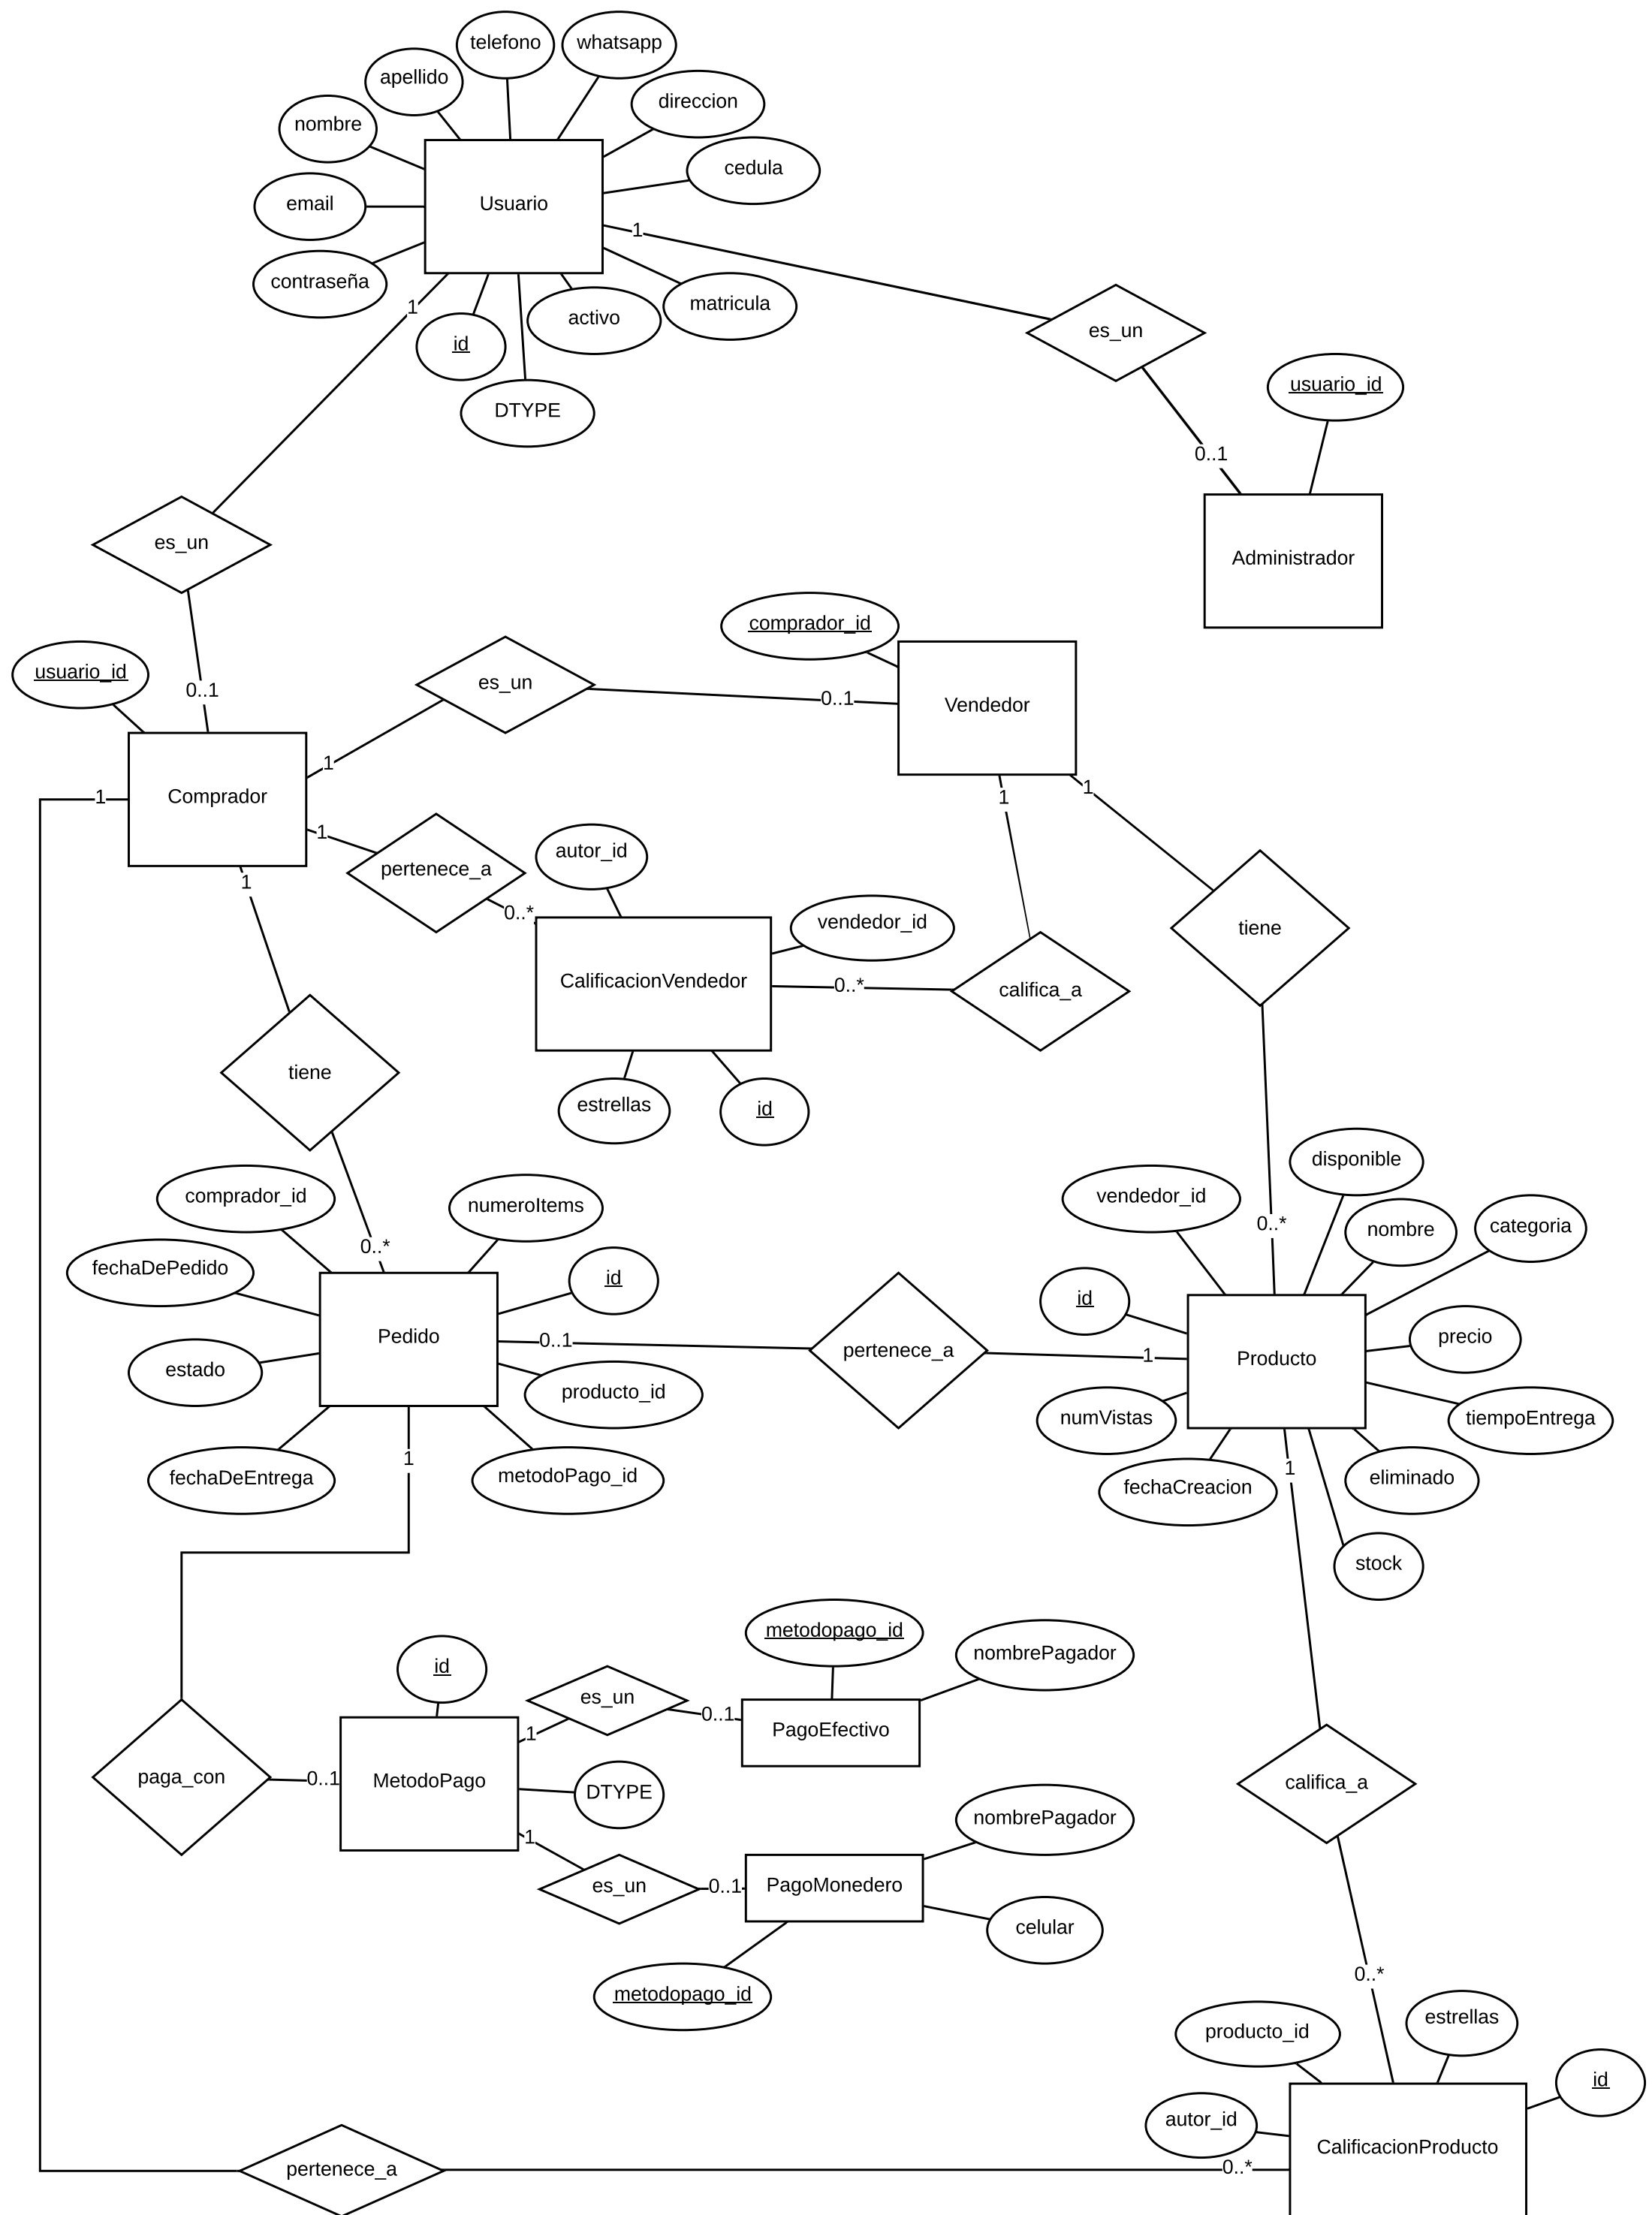 telefono
whatsapp
apellido
direccion
nombre
cedula
email
Usuario
1
contraseña
matricula
1
activo
id
es_un
DTYPE
usuario_id
0..1
es_un
Administrador
comprador_id
usuario_id
0..1
es_un
0..1
Vendedor
1
Comprador
1
1
1
1
pertenece_a
autor_id
1
0..*
vendedor_id
tiene
CalificacionVendedor
0..*
califica_a
tiene
estrellas
id
disponible
comprador_id
numeroItems
vendedor_id
0..*
nombre
categoria
0..*
fechaDePedido
id
id
Pedido
0..1
pertenece_a
1
Producto
precio
estado
producto_id
numVistas
tiempoEntrega
1
1
fechaDeEntrega
metodoPago_id
fechaCreacion
eliminado
stock
metodopago_id
nombrePagador
id
es_un
0..1
PagoEfectivo
1
paga_con
0..1
MetodoPago
DTYPE
califica_a
nombrePagador
1
es_un
0..1
PagoMonedero
celular
0..*
metodopago_id
producto_id
estrellas
id
autor_id
CalificacionProducto
pertenece_a
0..*